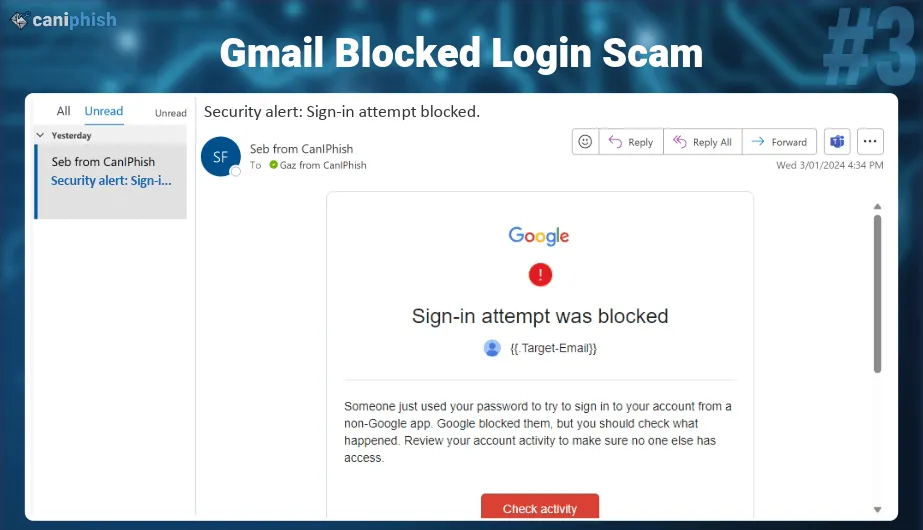 caniphish
#3
Gmail Blocked Login Scam
All Unread Unread
Yesterday
Seb from CanIPhish
Security alert: Sign-i...
Security alert: Sign-in attempt blocked.
SF
Seb from CanIPhish
To Gaz from CanIPhish
Reply Reply All Forward
Wed 3/01/2024 4:34 PM
Google
!
Sign-in attempt was blocked
{{.Target-Email}}
Someone just used your password to try to sign in to your account from a
non-Google app. Google blocked them, but you should check what
happened. Review your account activity to make sure no one else has
access.
Check activity